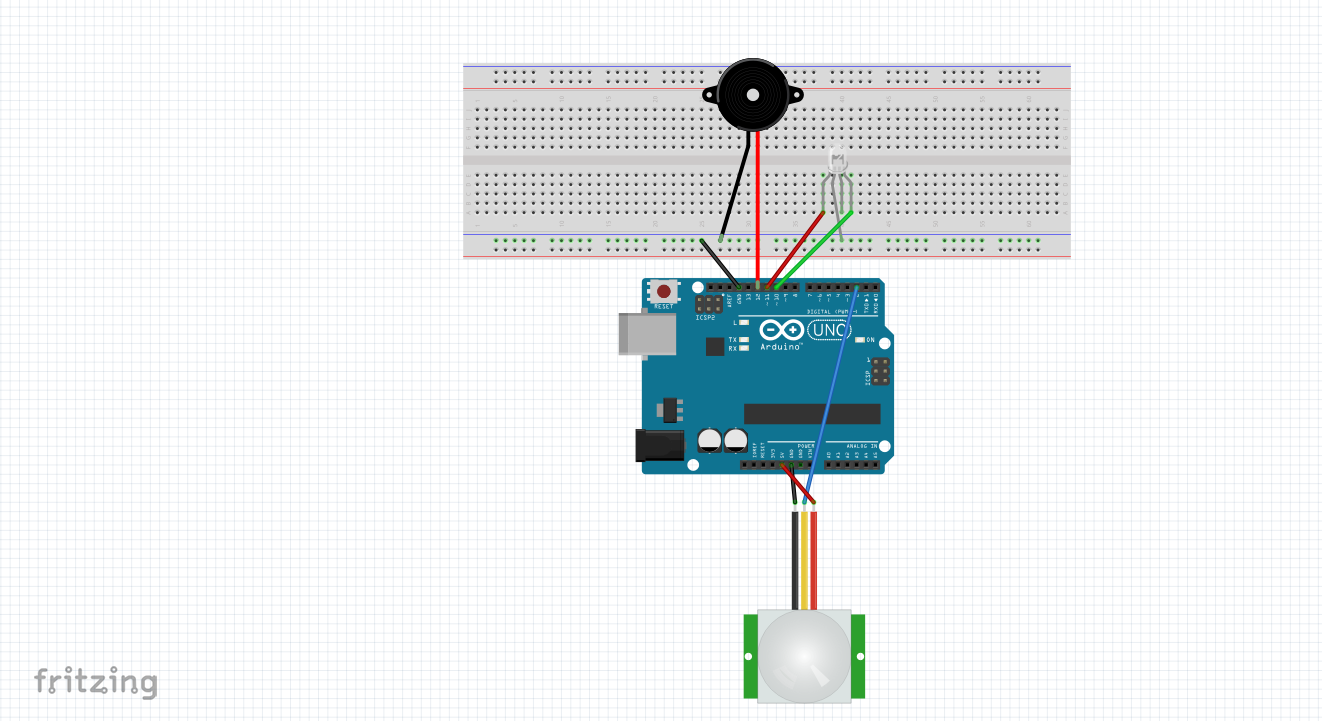 RESET
ICSP2
AREF
GND
13
12
~11
~10
~9
8
7
~6
~5
4
~3
2
TX0▶1
RX0◀0
DIGITAL (PWM
L
TX
RX
Arduino™
UNO
ON
1
ICSP
POWER
ANALOG IN
IOREF
RESET
3V3
5V
GND
GND
VIN
A0
A1
A2
A3
A4
A5
fritzing